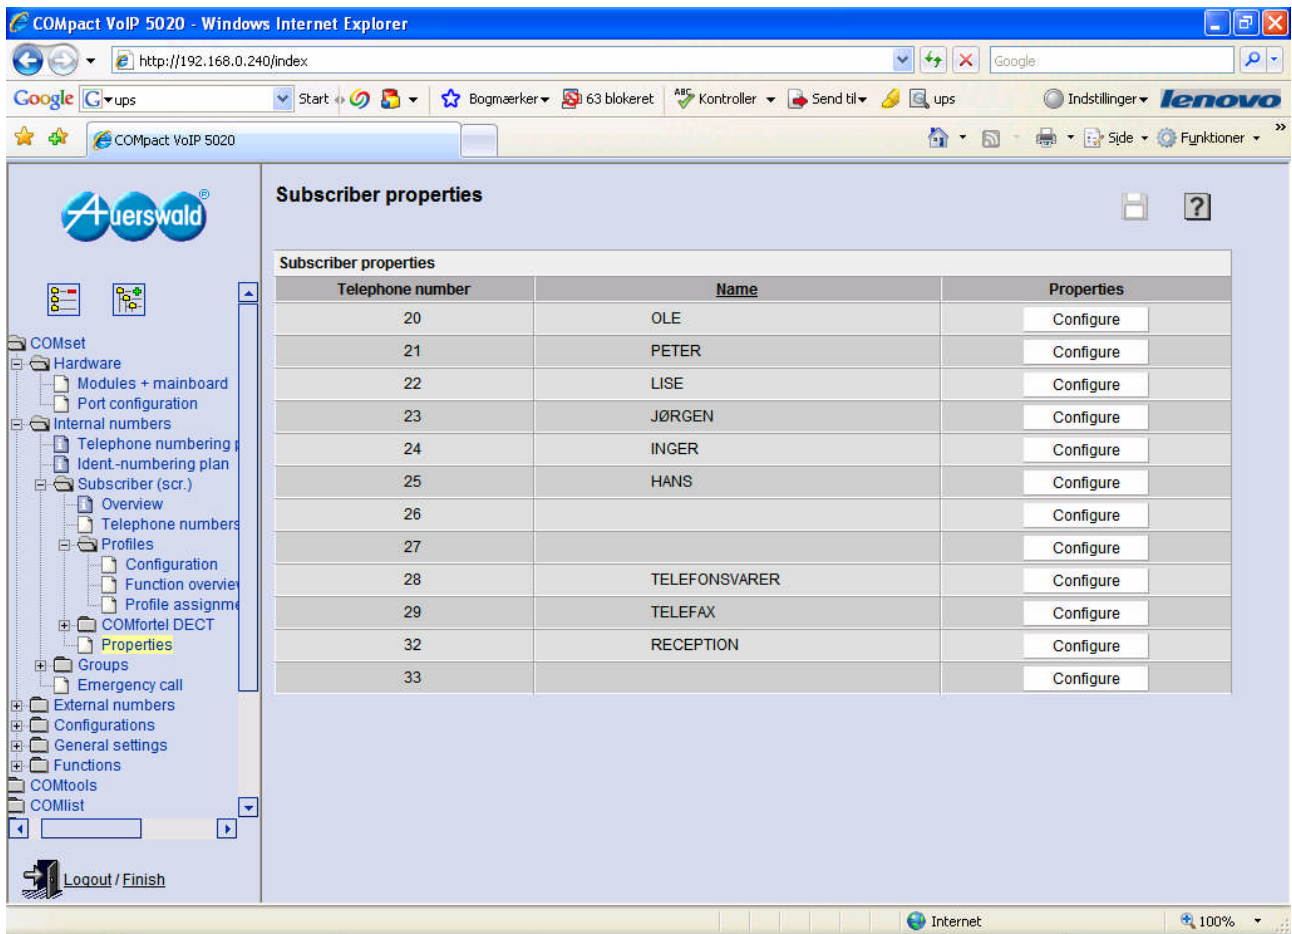 COMpact VoIP 5020 - Windows Internet Explorer
http://192.168.0.240/index
Google
Google G ups Start Bogmærker 63 blokeret ABC Kontroller Send til ups Indstillinger lenovo
COMpact VoIP 5020 Side Funktioner »
Auerswald ®
COMset
Hardware
Modules + mainboard
Port configuration
Internal numbers
Telephone numbering
Ident.-numbering plan
Subscriber (scr.)
Overview
Telephone numbers
Profiles
Configuration
Function
Profile
COMfortel DECT
Properties
Groups
Emergency call
External numbers
Configurations
General settings
Functions
COMtools
COMlist
Logout / Finish
Subscriber properties
?
Subscriber properties
Telephone number Name Properties
20 OLE Configure
21 PETER Configure
22 LISE Configure
23 JØRGEN Configure
24 INGER Configure
25 HANS Configure
26 Configure
27 Configure
28 TELEFONSVARER Configure
29 TELEFAX Configure
32 RECEPTION Configure
33 Configure
Internet 100%